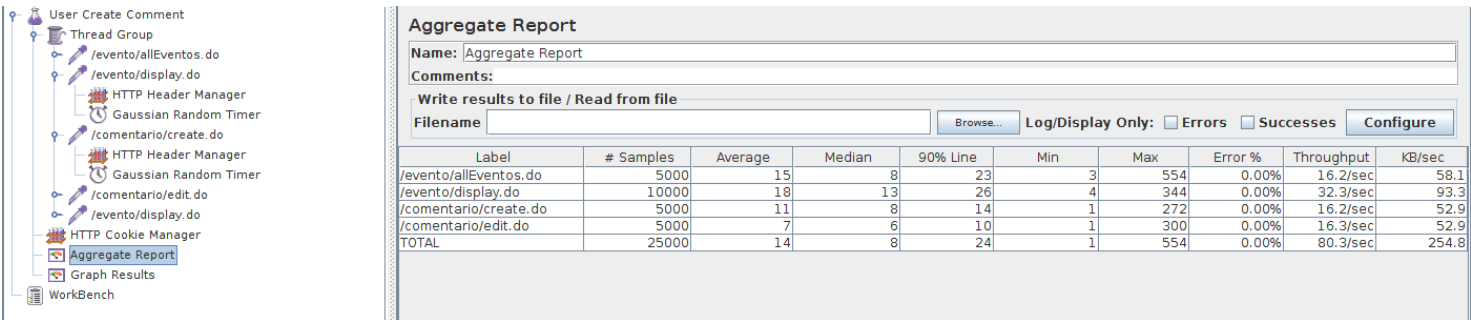 User Create Comment
Thread Group
/evento/allEventos.do
/evento/display.do
HTTP Header Manager
Gaussian Random Timer
/comentario/create.do
HTTP Header Manager
Gaussian Random Timer
/comentario/edit.do
/evento/display.do
HTTP Cookie Manager
Aggregate Report
Graph Results
WorkBench
Aggregate Report
Name: Aggregate Report
Comments:
Write results to file / Read from file
Filename Browse... Log/Display Only: Errors Successes Configure
Label # Samples Average Median 90% Line Min Max Error % Throughput KB/sec
/evento/allEventos.do 5000 15 8 23 3 554 0.00% 16.2/sec 58.1
/evento/display.do 10000 18 13 26 4 344 0.00% 32.3/sec 93.3
/comentario/create.do 5000 11 8 14 1 272 0.00% 16.2/sec 52.9
/comentario/edit.do 5000 7 6 10 1 300 0.00% 16.3/sec 52.9
TOTAL 25000 14 8 24 1 554 0.00% 80.3/sec 254.8